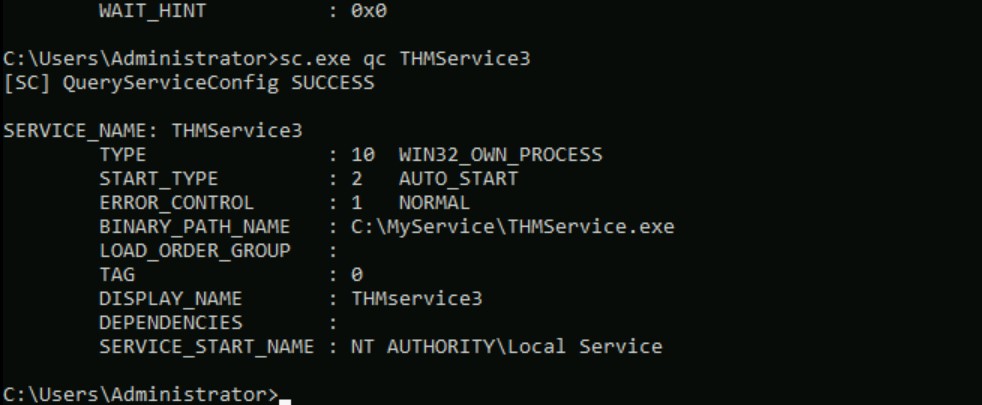 WAIT_HINT : 0x0
C:\Users\Administrator>sc.exe qc THMService3
[SC] QueryServiceConfig SUCCESS
SERVICE_NAME: THMService3
TYPE : 10 WIN32_OWN_PROCESS
START_TYPE : 2 AUTO_START
ERROR_CONTROL : 1 NORMAL
BINARY_PATH_NAME : C:\MyService\THMService.exe
LOAD_ORDER_GROUP :
TAG : 0
DISPLAY_NAME : THMservice3
DEPENDENCIES :
SERVICE_START_NAME : NT AUTHORITY\Local Service
C:\Users\Administrator>